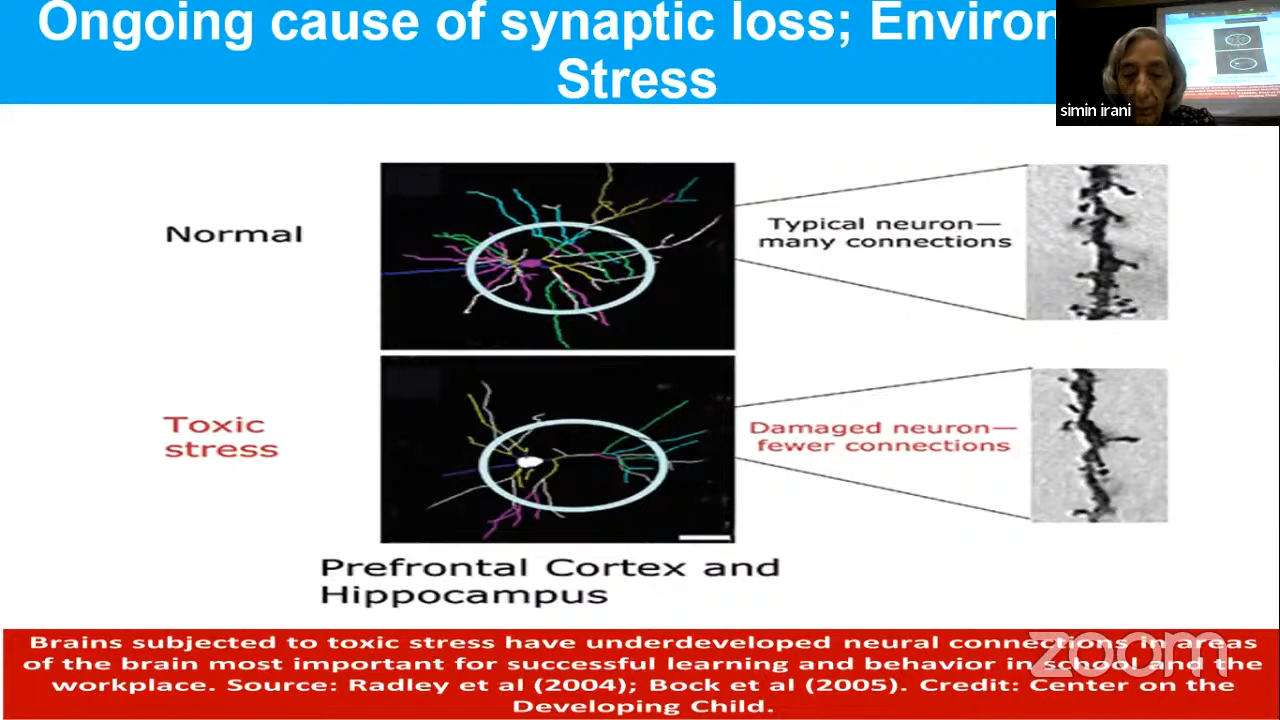 Ongoing cause of synaptic loss; Environ
Stress
simin irani
Normal
Typical neuron—
many connections
Toxic
stress
Damaged neuron—
fewer connections
Prefrontal Cortex and
Hippocampus
Brains subjected to toxic stress have underdeveloped neural connections in areas
of the brain most important for successful learning and behavior in school and the
workplace. Source: Radley et al (2004); Bock et al (2005). Credit: Center on the
Developing Child.
zoom